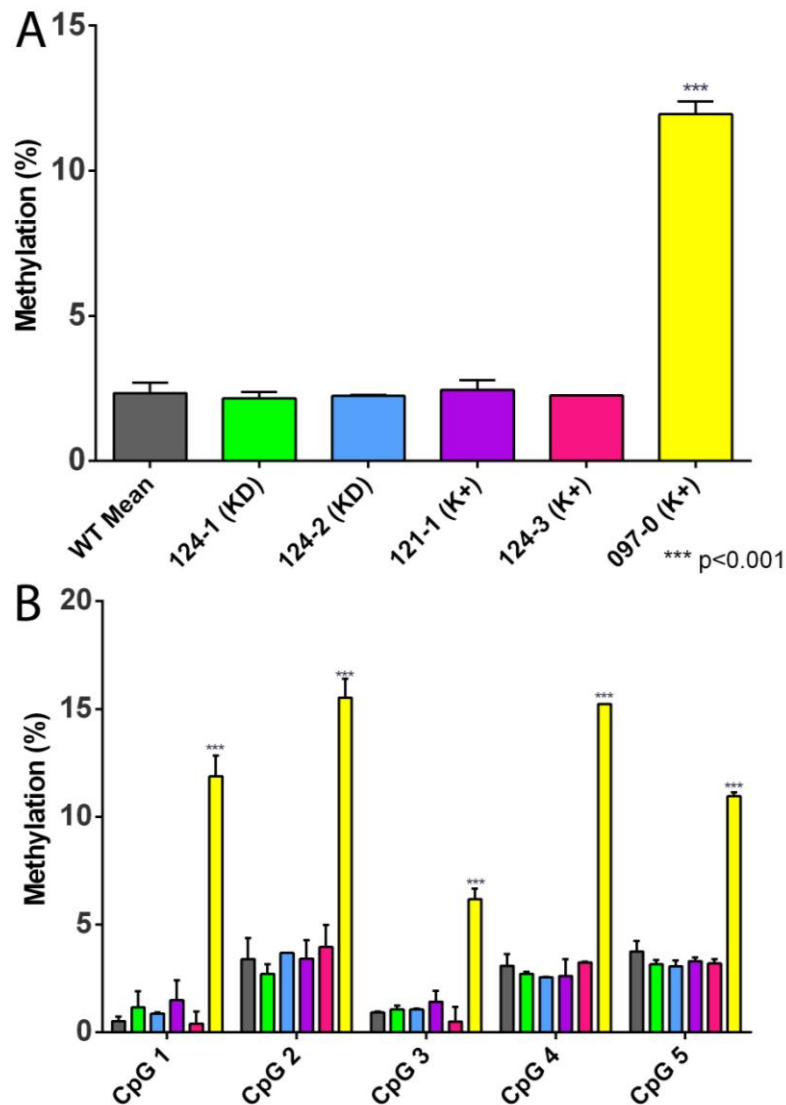 A
Methylation (%)
15
10
5
0
***
WT Mean
124-1 (KD)
124-2 (KD)
121-1 (K+)
124-3 (K+)
097-0 (K+)
*** p<0.001
B
Methylation (%)
20
15
10
5
0
***
***
***
***
***
CpG 1
CpG 2
CpG 3
CpG 4
CpG 5